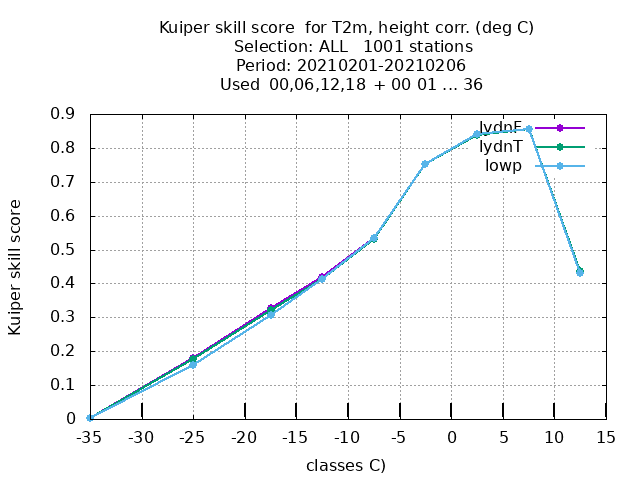 Kuiper skill score for T2m, height corr. (deg C)
Selection: ALL 1001 stations
Period: 20210201-20210206
Used 00,06,12,18 + 00 01 ... 36
Kuiper skill score
0.9
0.8
0.7
0.6
0.5
0.4
0.3
0.2
0.1
0
lydnF
lydnT
lowp
-35 -30 -25 -20 -15 -10 -5 0 5 10 15
classes C)